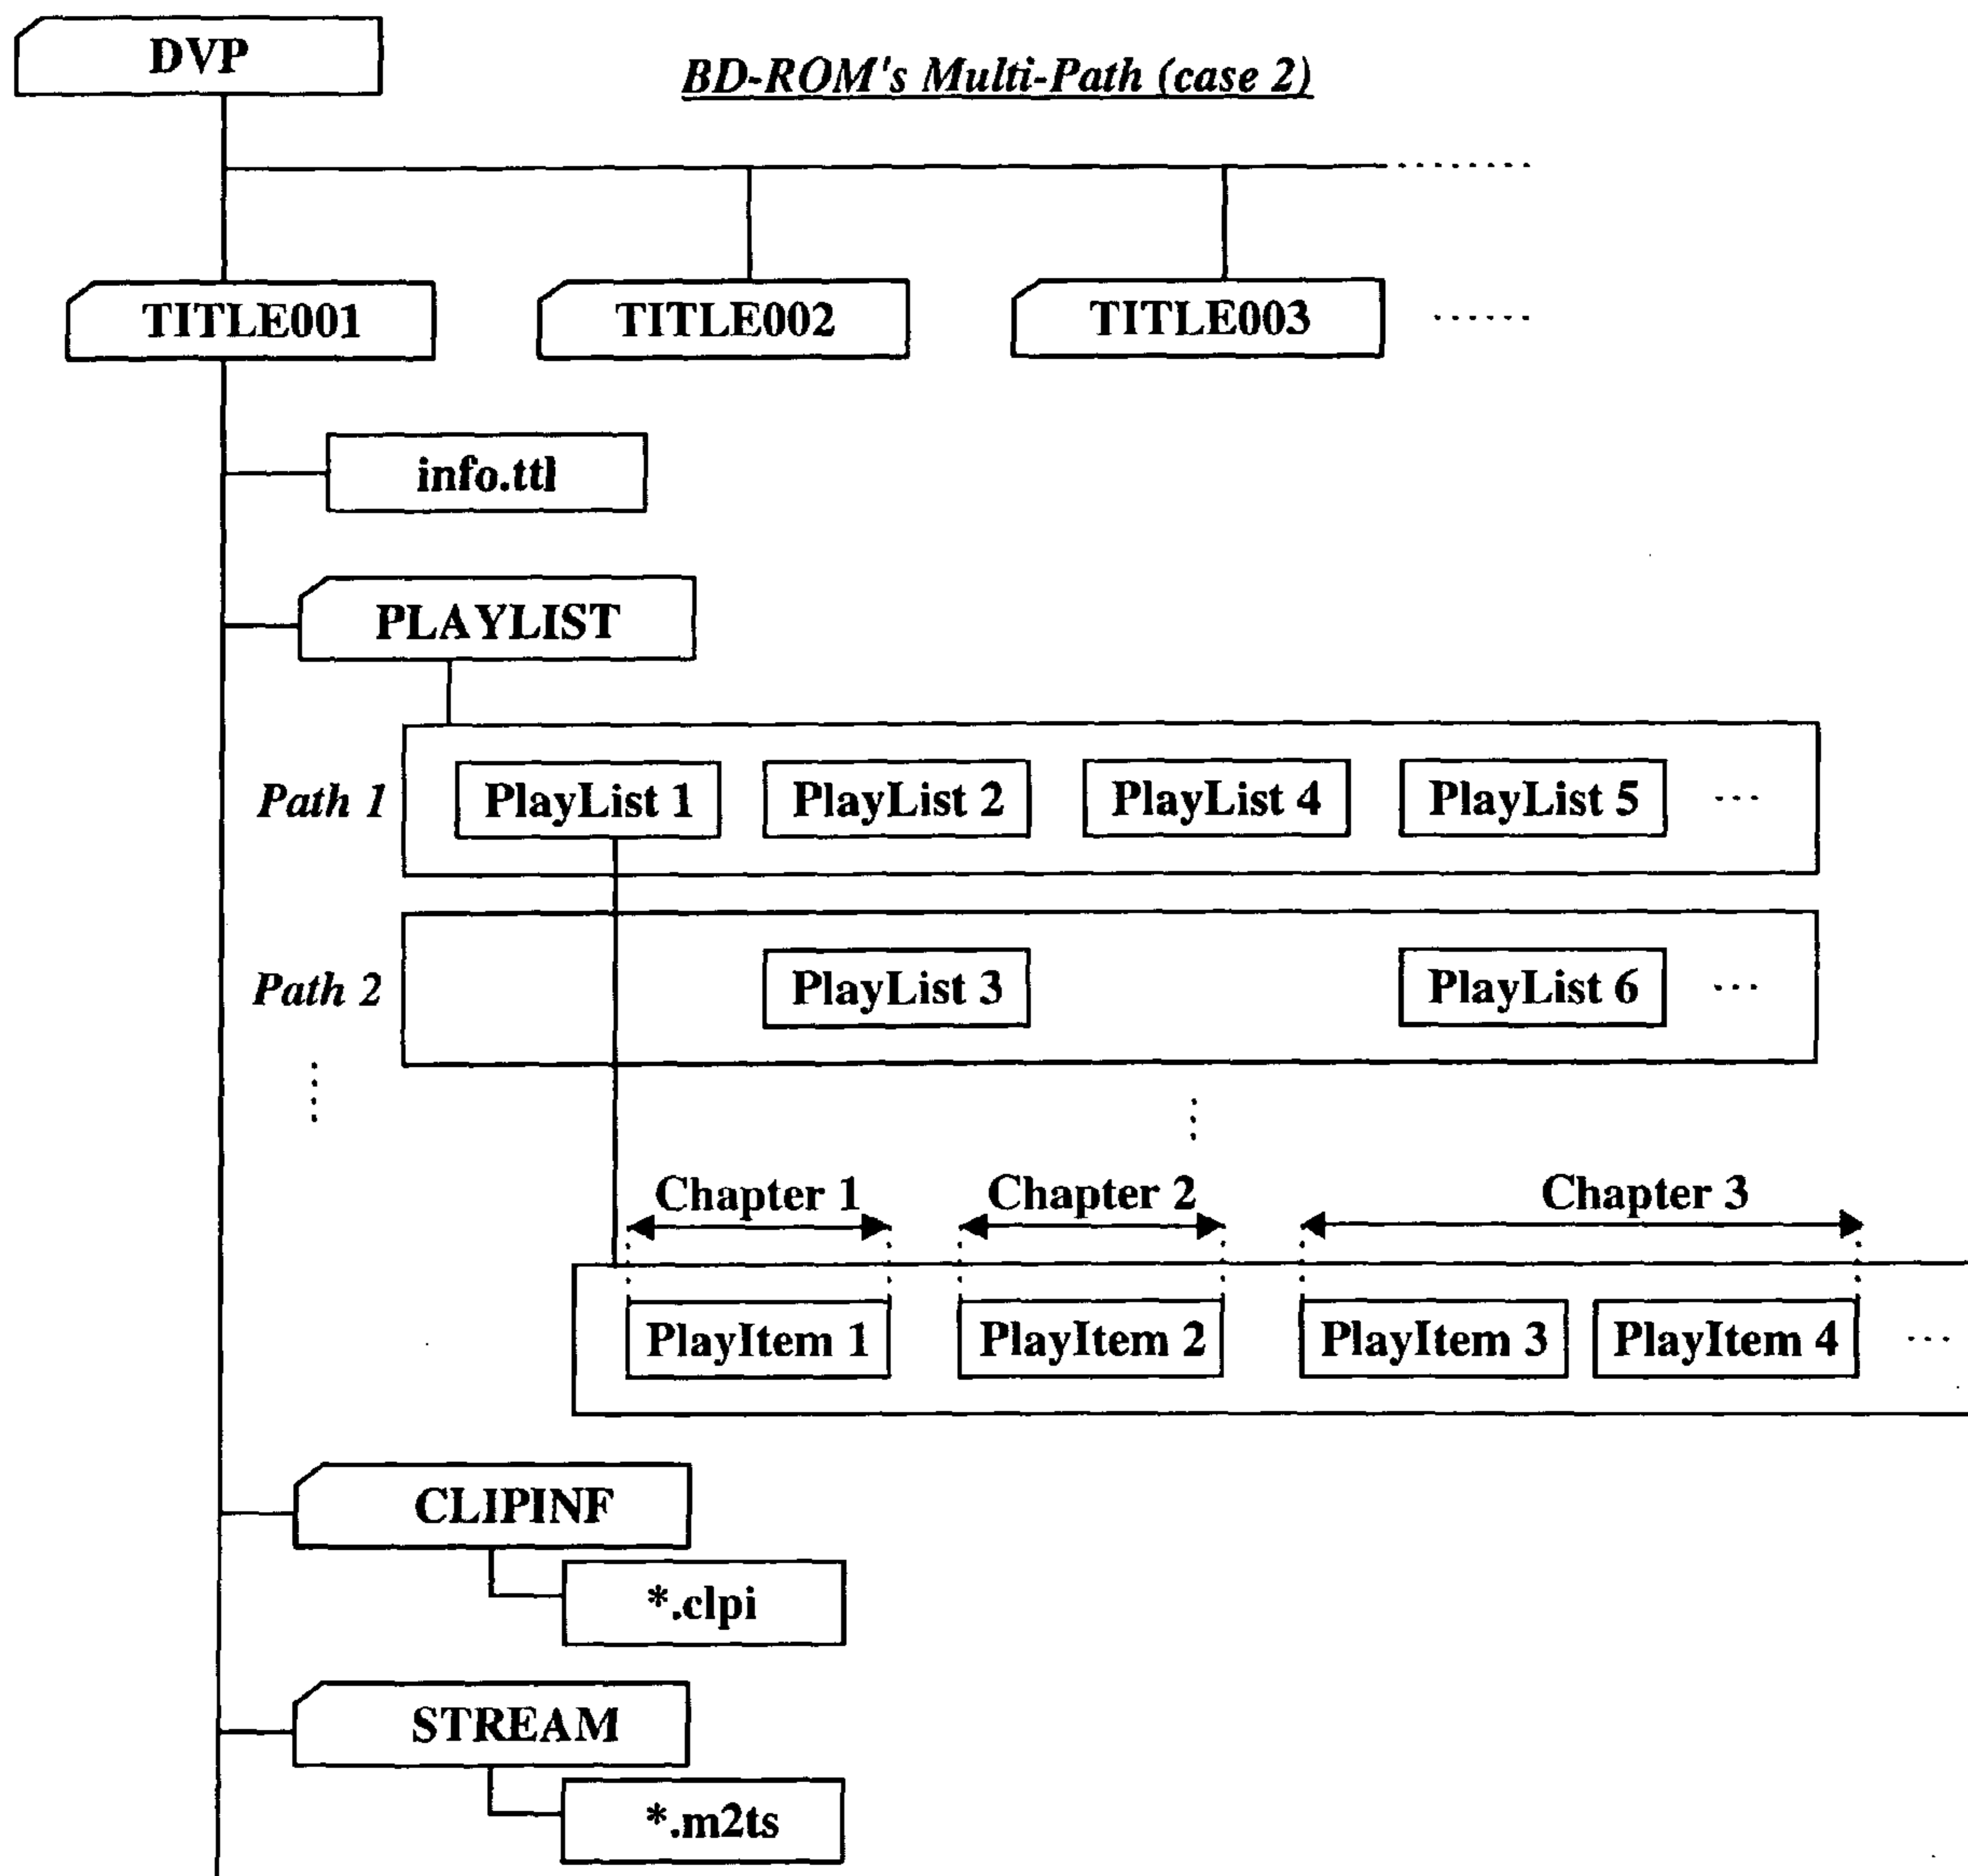 DVP
BD-ROM's Multi-Path (case 2)
TITLE001 TITLE002 TITLE003 ......
info.ttl
PLAYLIST
Path 1 PlayList 1 PlayList 2 PlayList 4 PlayList 5 ...
Path 2 PlayList 3 PlayList 6 ...
Chapter 1 Chapter 2 Chapter 3
PlayItem 1 PlayItem 2 PlayItem 3 PlayItem 4 ...
CLIPINF
*.clpi
STREAM
*.m2ts